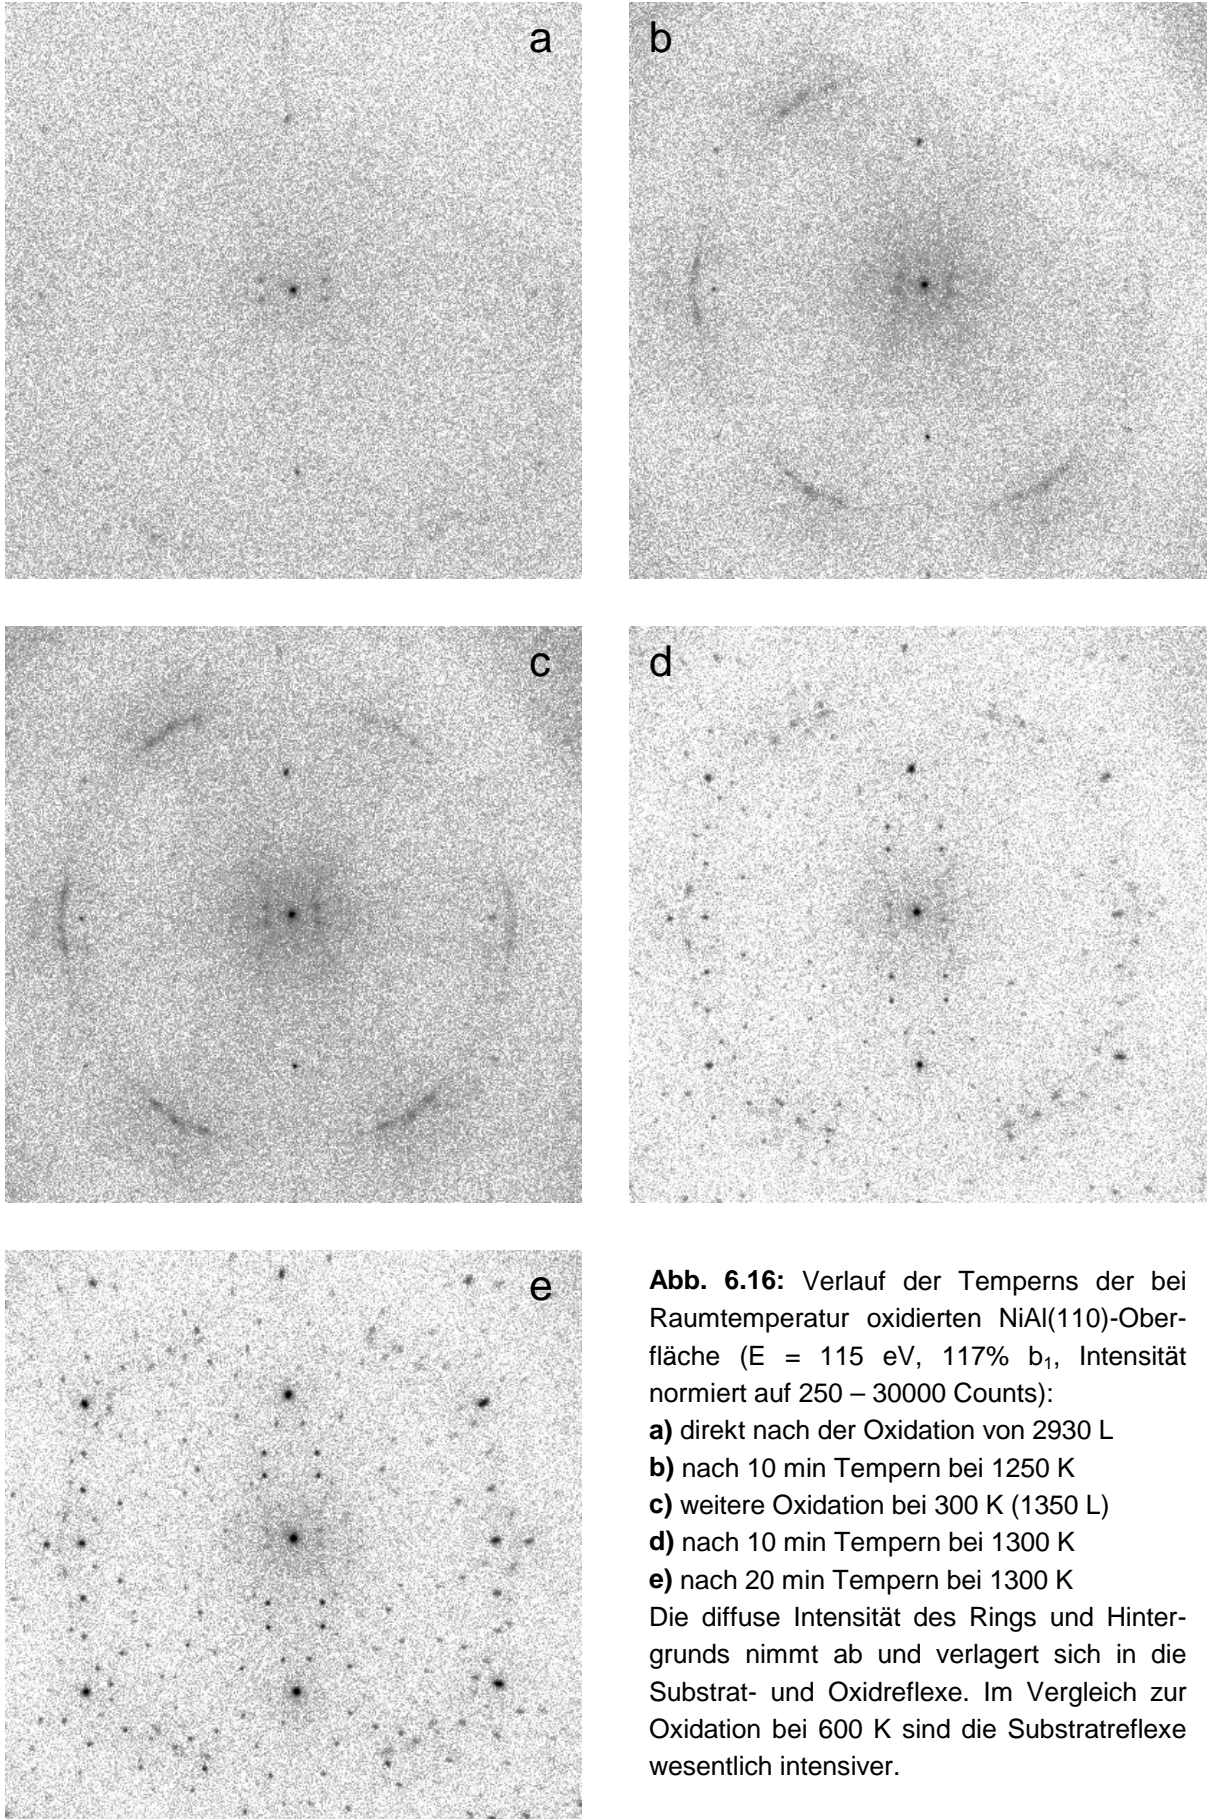 a
b
c
d
e
Abb. 6.16: Verlauf der Temperns der bei
Raumtemperatur oxidierten NiAl(110)-Ober-
fläche (E = 115 eV, 117% b₁, Intensität
normiert auf 250 – 30000 Counts):
a) direkt nach der Oxidation von 2930 L
b) nach 10 min Tempern bei 1250 K
c) weitere Oxidation bei 300 K (1350 L)
d) nach 10 min Tempern bei 1300 K
e) nach 20 min Tempern bei 1300 K
Die diffuse Intensität des Rings und Hinter-
grunds nimmt ab und verlagert sich in die
Substrat- und Oxidreflexe. Im Vergleich zur
Oxidation bei 600 K sind die Substratreflexe
wesentlich intensiver.